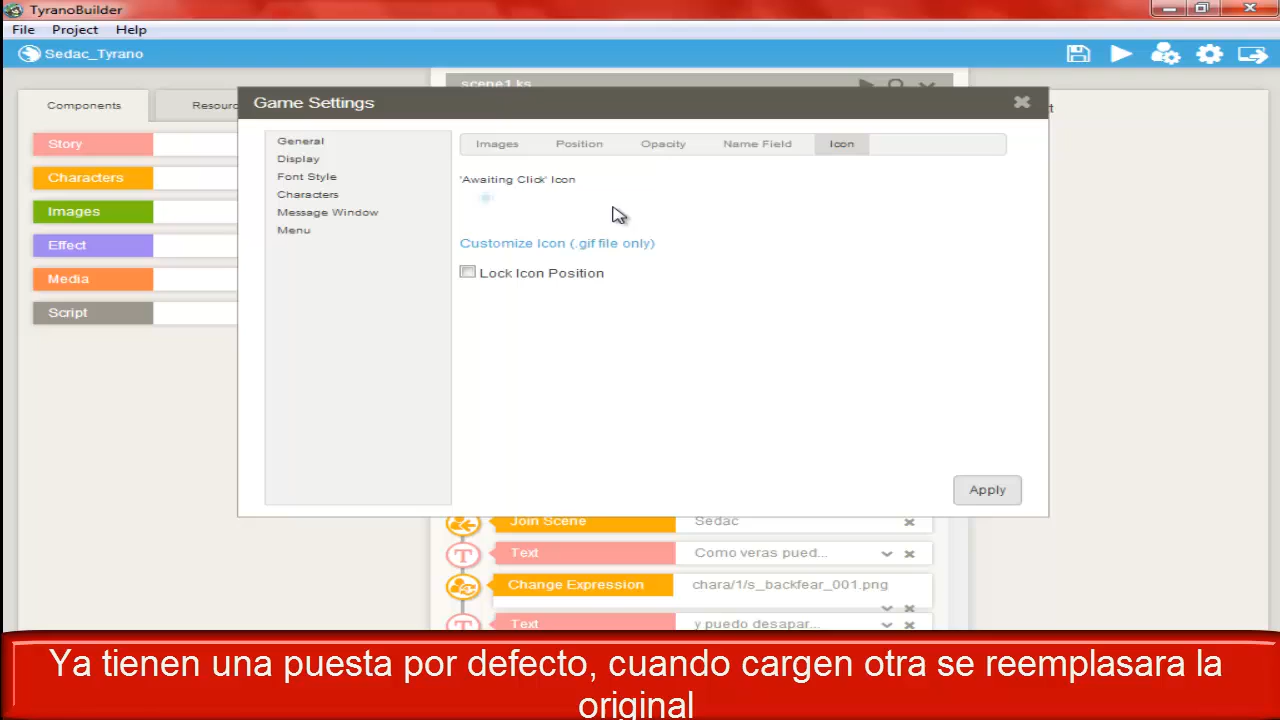 TyranoBuilder
File Project Help
Sedac_Tyrano
scene1.ks
Components
Resourc
Game Settings
Story
Characters
Images
Effect
Media
Script
General
Display
Font Style
Characters
Message Window
Menu
Images Position Opacity Name Field Icon
'Awaiting Click' Icon
Customize Icon (.gif file only)
Lock Icon Position
Apply
Join Scene Sedac
T Text Como veras pued...
Change Expression chara/1/s_backfear_001.png
T Text y puedo desapar...
Ya tienen una puesta por defecto, cuando cargen otra se reemplasara la
original